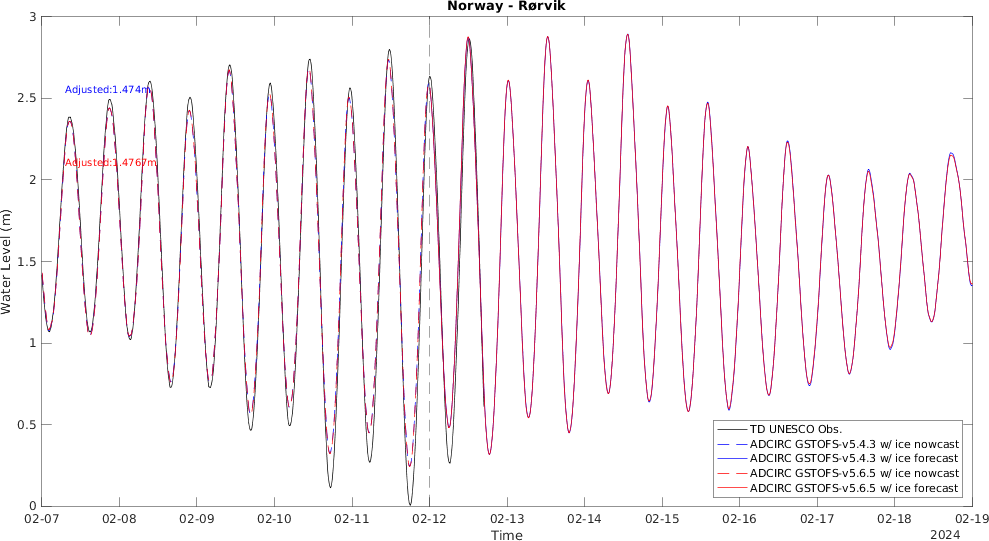 Norway - Rørvik
3
2.5
2
1.5
1
0.5
0
Water Level (m)
Adjusted:1.474m
Adjusted:1.4767m
TD UNESCO Obs.
ADCIRC GSTOFS-v5.4.3 w/ ice nowcast
ADCIRC GSTOFS-v5.4.3 w/ ice forecast
ADCIRC GSTOFS-v5.6.5 w/ ice nowcast
ADCIRC GSTOFS-v5.6.5 w/ ice forecast
02-07 02-08 02-09 02-10 02-11 02-12 02-13 02-14 02-15 02-16 02-17 02-18 02-19
Time
2024